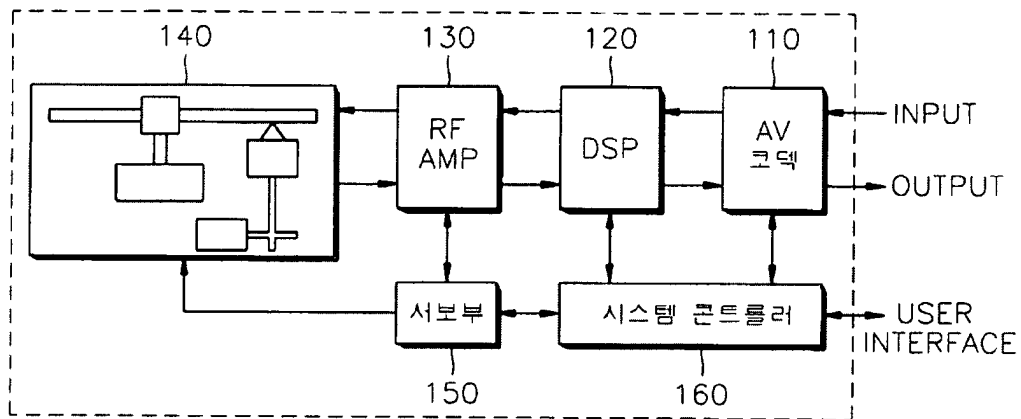 140
130
120
110
RF
AMP
DSP
AV
코덱
INPUT
OUTPUT
서보부
시스템 콘트롤러
USER
INTERFACE
150
160